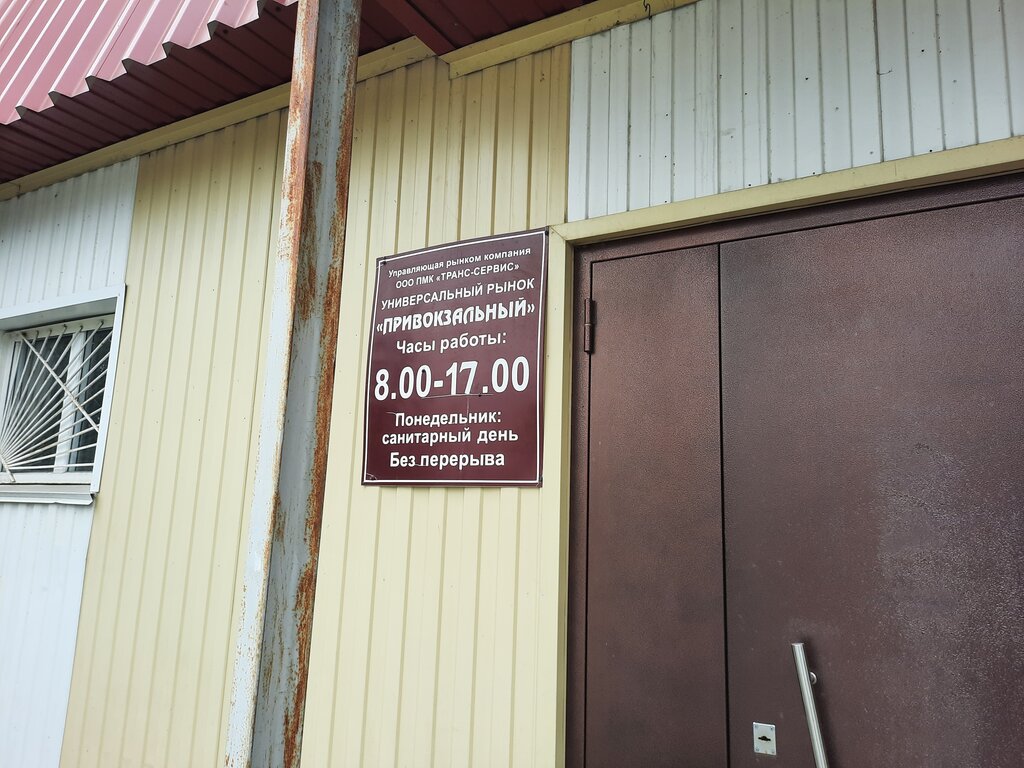 Управляющая рынком компания
ООО ПМК «ТРАНС-СЕРВИС»
УНИВЕРСАЛЬНЫЙ РЫНОК
«ПРИВОКЗАЛЬНЫЙ»
Часы работы:
8.00-17.00
Понедельник:
санитарный день
Без перерыва